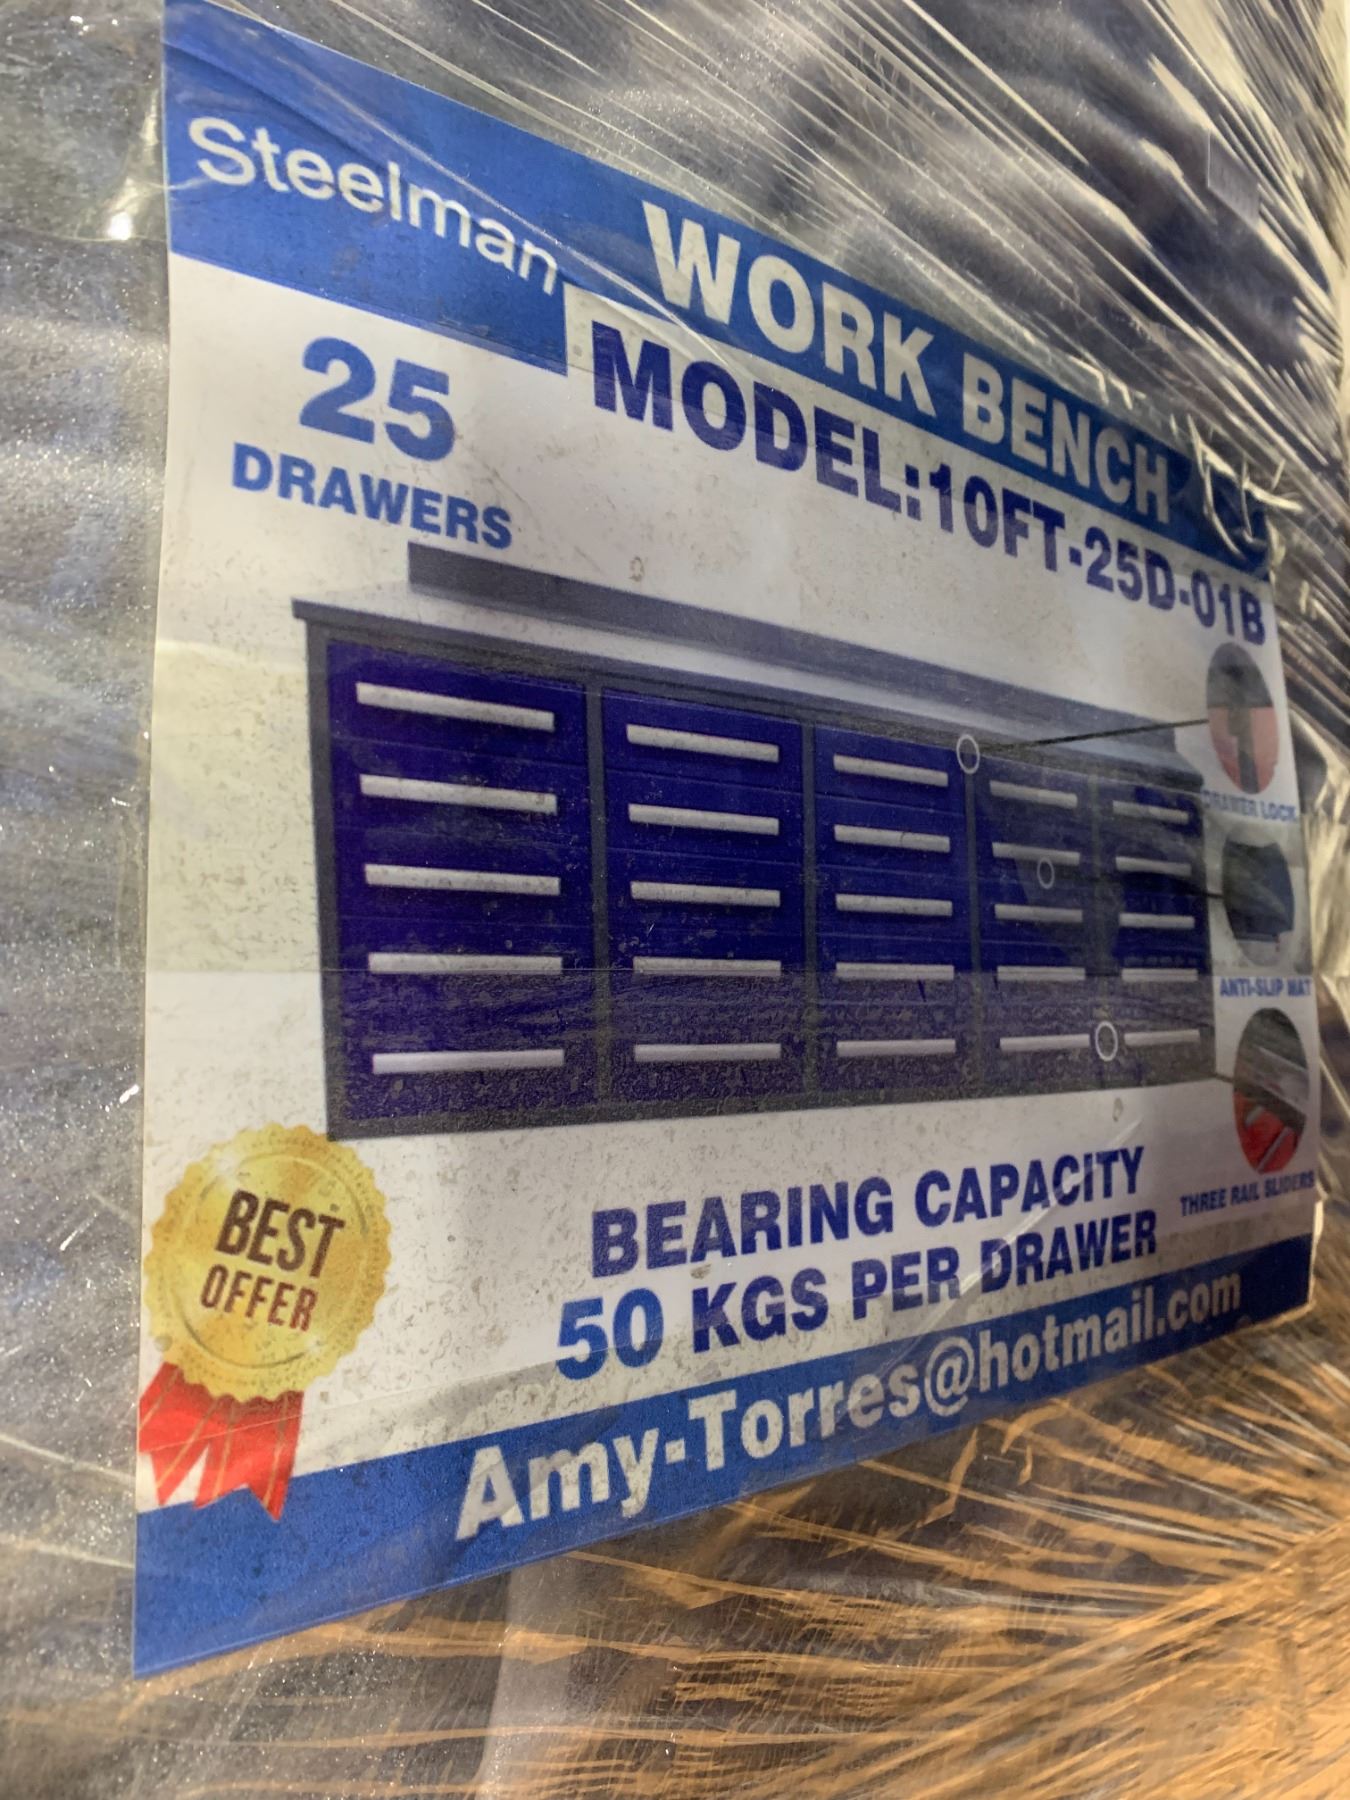 Steelman
WORK BENCH
MODEL:10FT-25D-01B
25
DRAWERS
DRAWER LOCK
ANTI-SLIP MAT
THREE RAIL SLIDERS
BEST
OFFER
BEARING CAPACITY
50 KGS PER DRAWER
Amy-Torres@hotmail.com